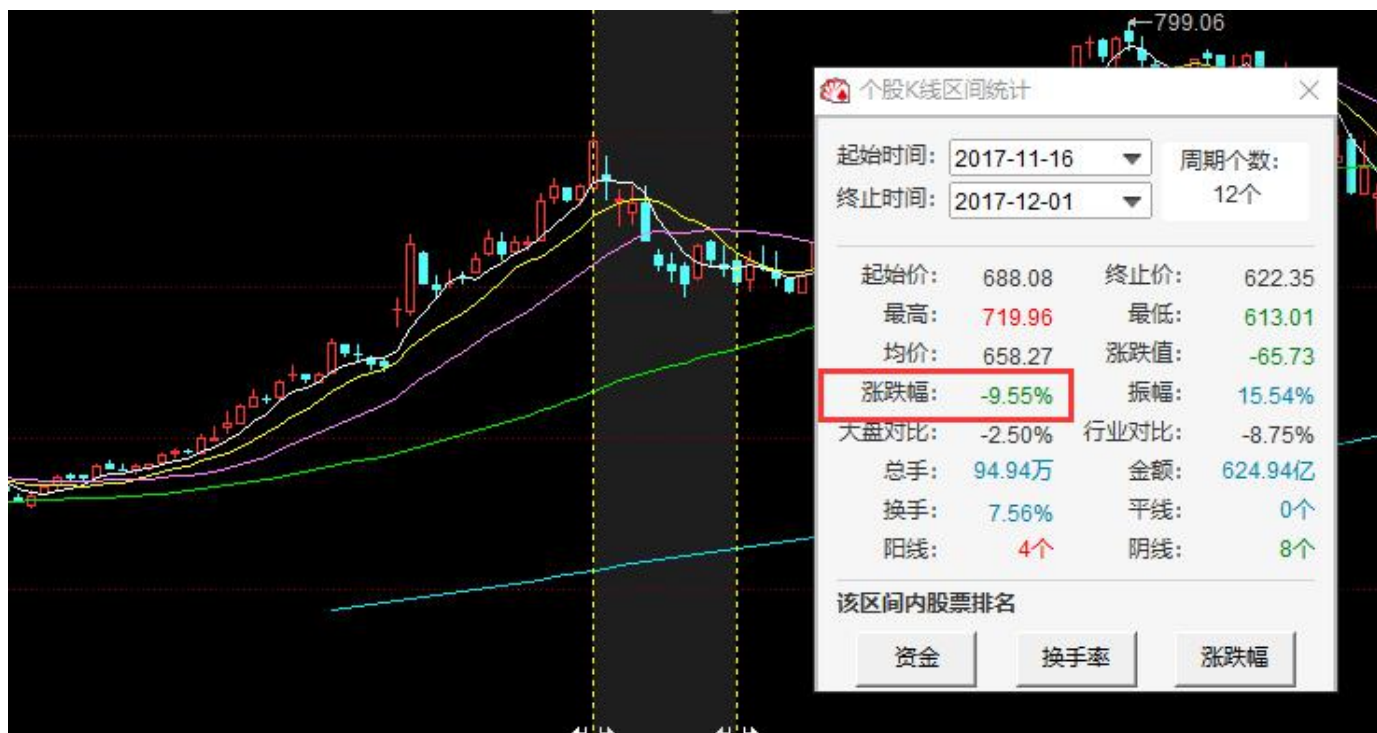 799.06
个股K线区间统计
起始时间: 2017-11-16 周期个数:
终止时间: 2017-12-01 12个
起始价: 688.08 终止价: 622.35
最高: 719.96 最低: 613.01
均价: 658.27 涨跌值: -65.73
涨跌幅: -9.55% 振幅: 15.54%
大盘对比: -2.50% 行业对比: -8.75%
总手: 94.94万 金额: 624.94亿
换手: 7.56% 平线: 0个
阳线: 4个 阴线: 8个
该区间内股票排名
资金 换手率 涨跌幅